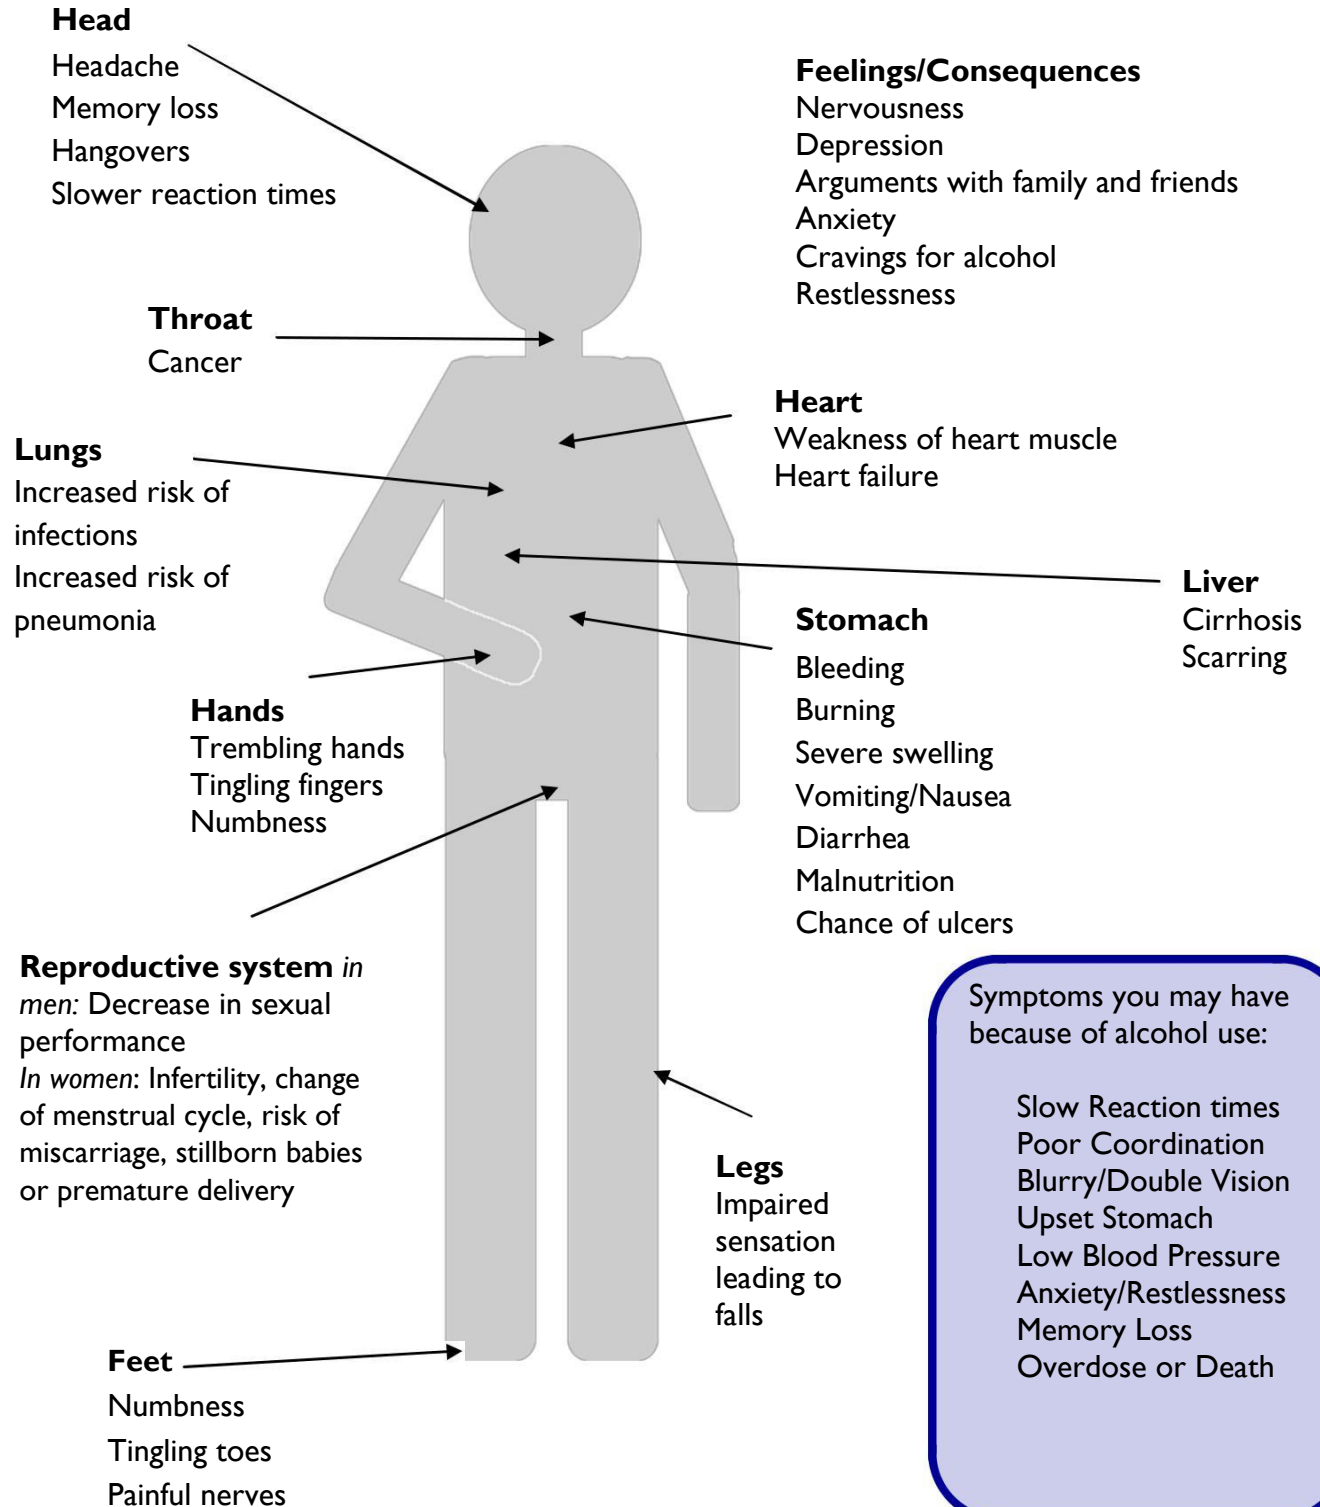 Head
Headache
Memory loss
Hangovers
Slower reaction times
Feelings/Consequences
Nervousness
Depression
Arguments with family and friends
Anxiety
Cravings for alcohol
Restlessness
Throat
Cancer
Heart
Weakness of heart muscle
Heart failure
Lungs
Increased risk of
infections
Increased risk of
pneumonia
Liver
Cirrhosis
Scarring
Stomach
Bleeding
Burning
Severe swelling
Vomiting/Nausea
Diarrhea
Malnutrition
Chance of ulcers
Hands
Trembling hands
Tingling fingers
Numbness
Reproductive system in
men: Decrease in sexual
performance
In women: Infertility, change
of menstrual cycle, risk of
miscarriage, stillborn babies
or premature delivery
Symptoms you may have
because of alcohol use:
Slow Reaction times
Poor Coordination
Blurry/Double Vision
Upset Stomach
Low Blood Pressure
Anxiety/Restlessness
Memory Loss
Overdose or Death
Legs
Impaired
sensation
leading to
falls
Feet
Numbness
Tingling toes
Painful nerves